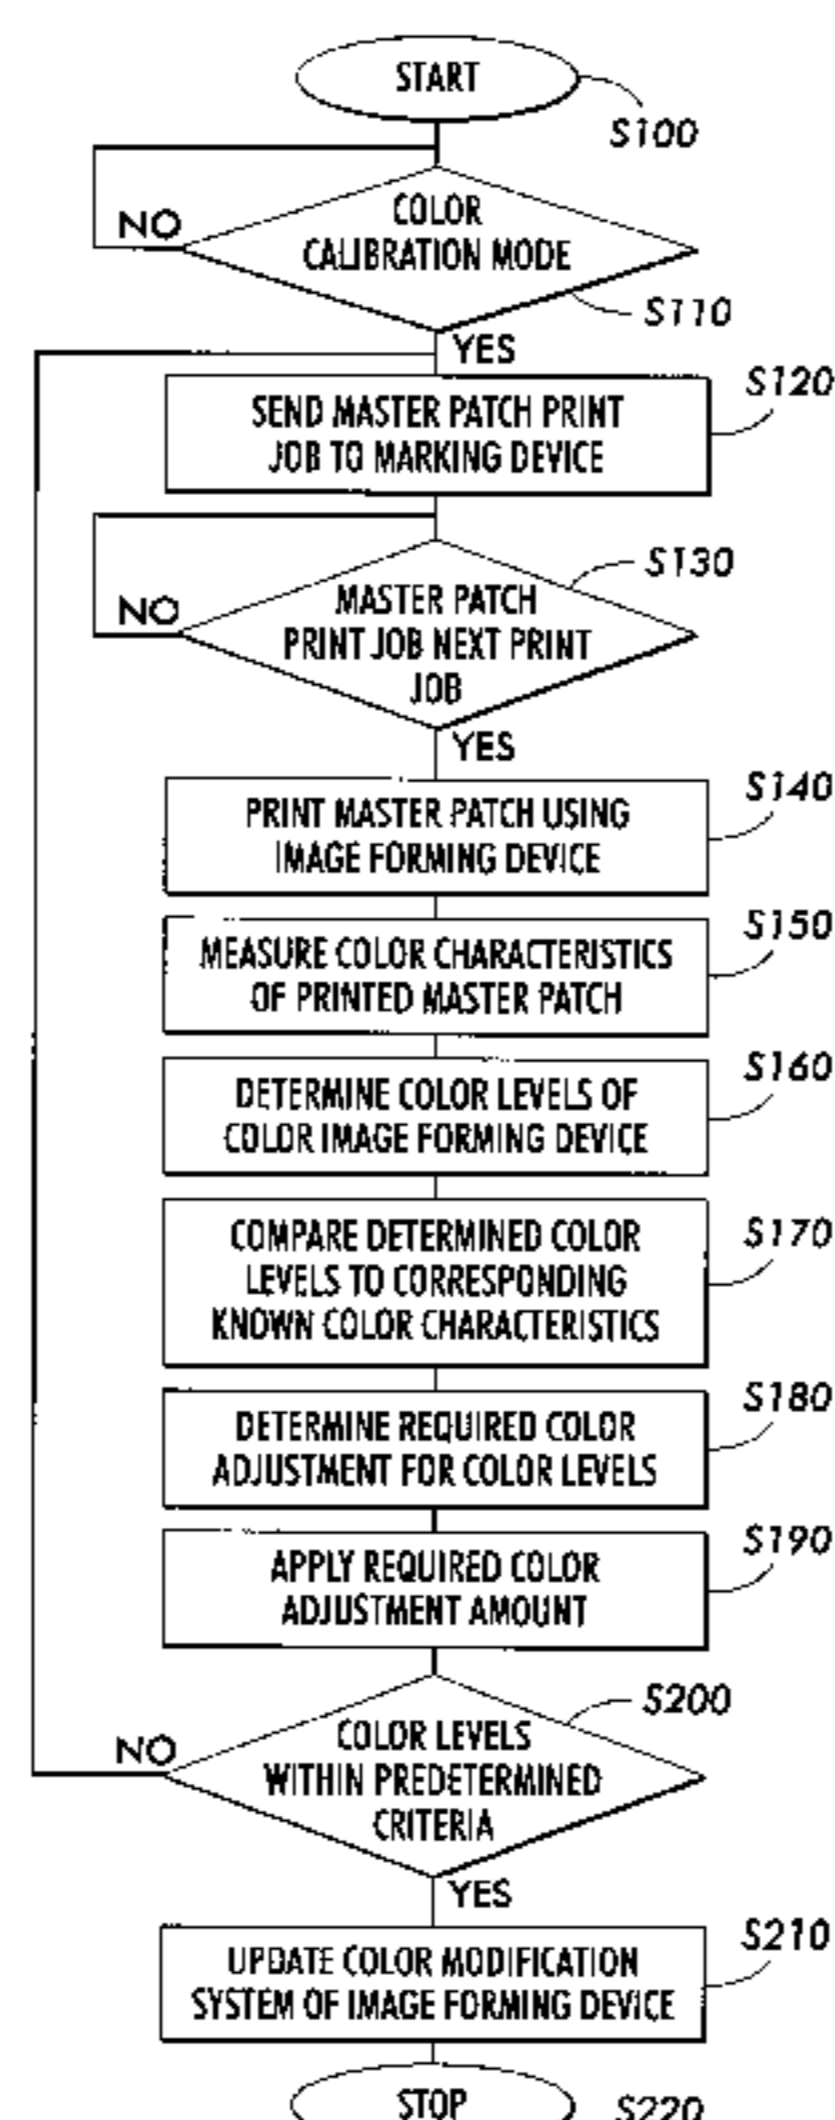 START
S100
COLOR
CALIBRATION MODE
NO
S110
YES
S120
SEND MASTER PATCH PRINT
JOB TO MARKING DEVICE
S130
MASTER PATCH
PRINT JOB NEXT PRINT
JOB
NO
YES
S140
PRINT MASTER PATCH USING
IMAGE FORMING DEVICE
S150
MEASURE COLOR CHARACTERISTICS
OF PRINTED MASTER PATCH
S160
DETERMINE COLOR LEVELS OF
COLOR IMAGE FORMING DEVICE
S170
COMPARE DETERMINED COLOR
LEVELS TO CORRESPONDING
KNOWN COLOR CHARACTERISTICS
S180
DETERMINE REQUIRED COLOR
ADJUSTMENT FOR COLOR LEVELS
S190
APPLY REQUIRED COLOR
ADJUSTMENT AMOUNT
S200
COLOR LEVELS
WITHIN PREDETERMINED
CRITERIA
NO
YES
S210
UPDATE COLOR MODIFICATION
SYSTEM OF IMAGE FORMING DEVICE
STOP
S220